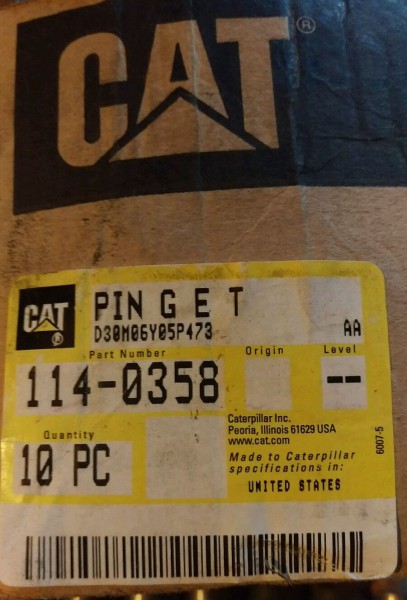 CAT®
CAT®
PIN G E T
D30M06Y05P473
AA
Part Number
Origin
Level
114-0358
--
Quantity
10 PC
Caterpillar Inc.
Peoria, Illinois 61629 USA
www.cat.com
Made to Caterpillar
specifications in:
UNITED STATES
6007-5